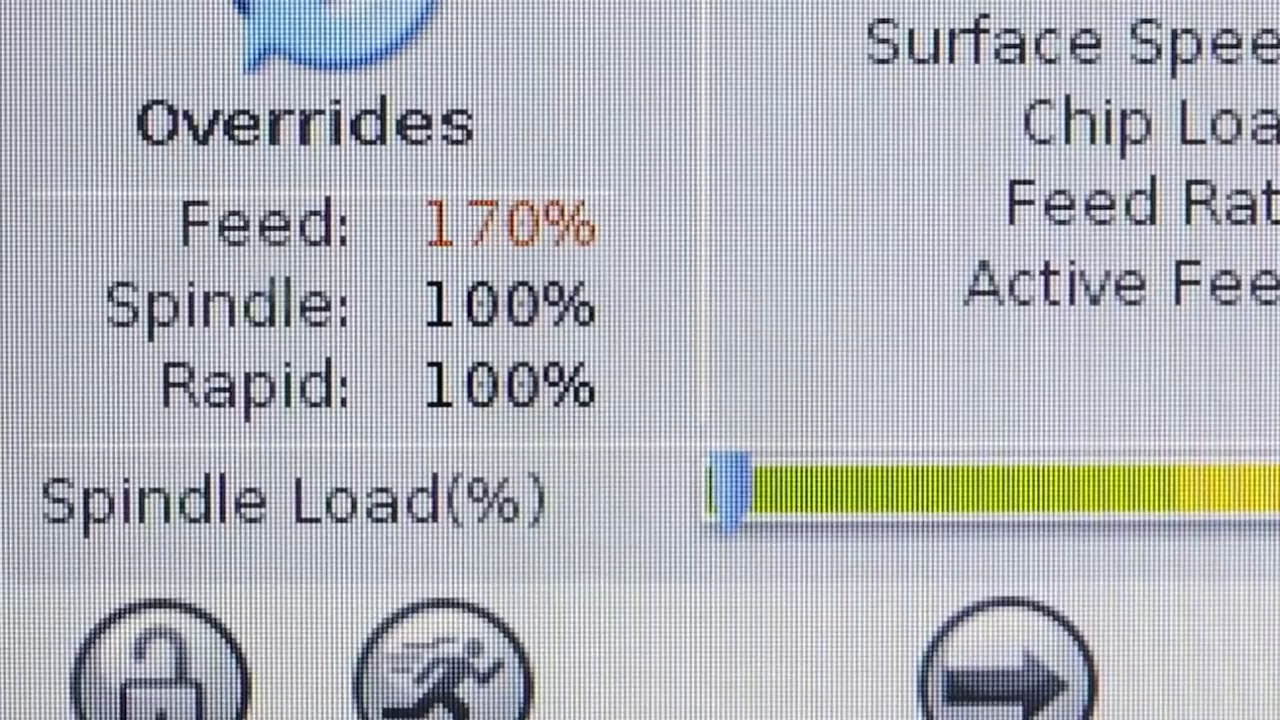 Overrides
Feed: 170%
Spindle: 100%
Rapid: 100%
Spindle Load(%)
Surface Spee
Chip Loa
Feed Rat
Active Fee